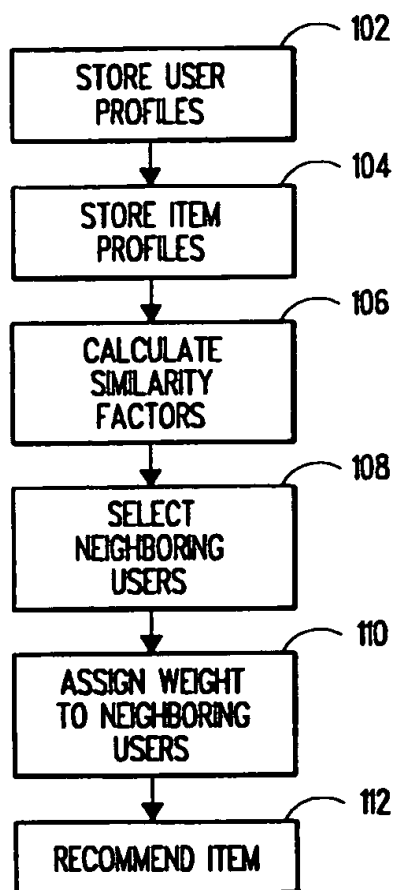 102
STORE USER
PROFILES
104
STORE ITEM
PROFILES
106
CALCULATE
SIMILARITY
FACTORS
108
SELECT
NEIGHBORING
USERS
110
ASSIGN WEIGHT
TO NEIGHBORING
USERS
112
RECOMMEND ITEM